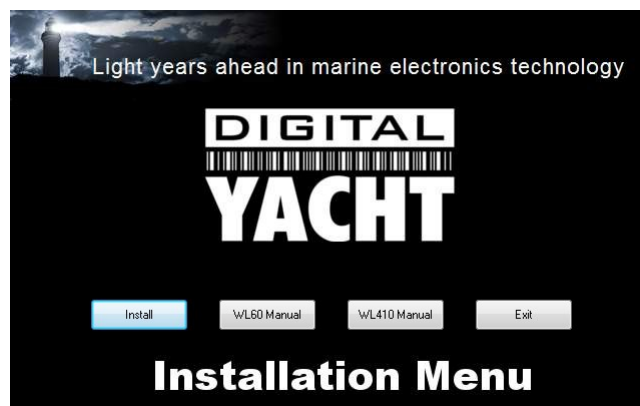 Light years ahead in marine electronics technology
DIGITAL
YACHT
Install WL60 Manual WL410 Manual Exit
Installation Menu